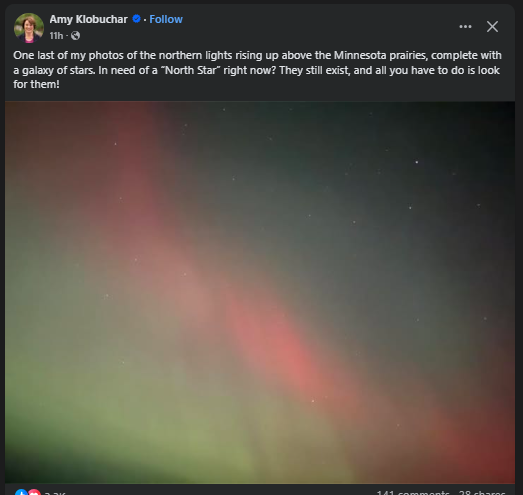 Amy Klobuchar · Follow
11h ·
One last of my photos of the northern lights rising up above the Minnesota prairies, complete with
a galaxy of stars. In need of a “North Star” right now? They still exist, and all you have to do is look
for them!
141 comments 28 shares